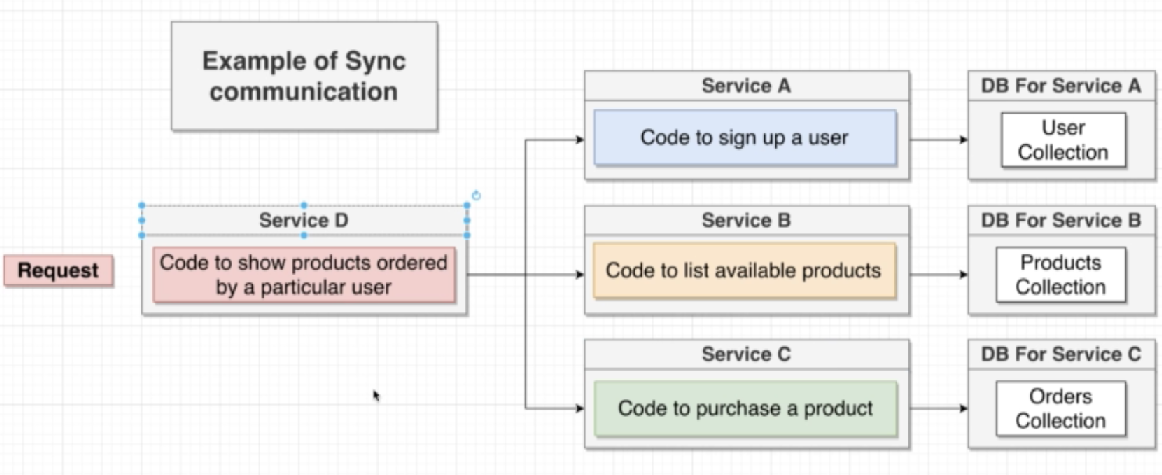 Example of Sync
communication
Request
Service D
Code to show products ordered
by a particular user
Service A
Code to sign up a user
DB For Service A
User
Collection
Service B
Code to list available products
DB For Service B
Products
Collection
Service C
Code to purchase a product
DB For Service C
Orders
Collection